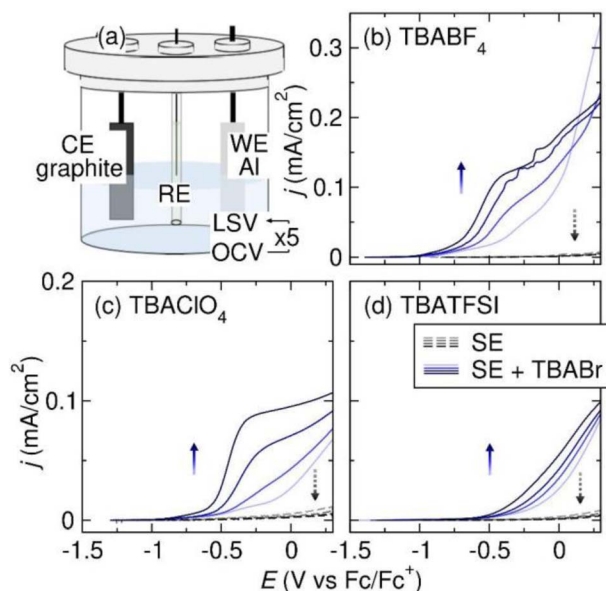 (a)
CE
graphite
RE
WE
Al
LSV
OCV
x5
(b) TBABF₄
j (mA/cm²)
0.3
0.2
0.1
0
(c) TBAClO₄
j (mA/cm²)
0.2
0.1
0
-1.5 -1 -0.5 0
(d) TBATFSI
SE
SE + TBABr
-1.5 -1 -0.5 0
E (V vs Fc/Fc⁺)